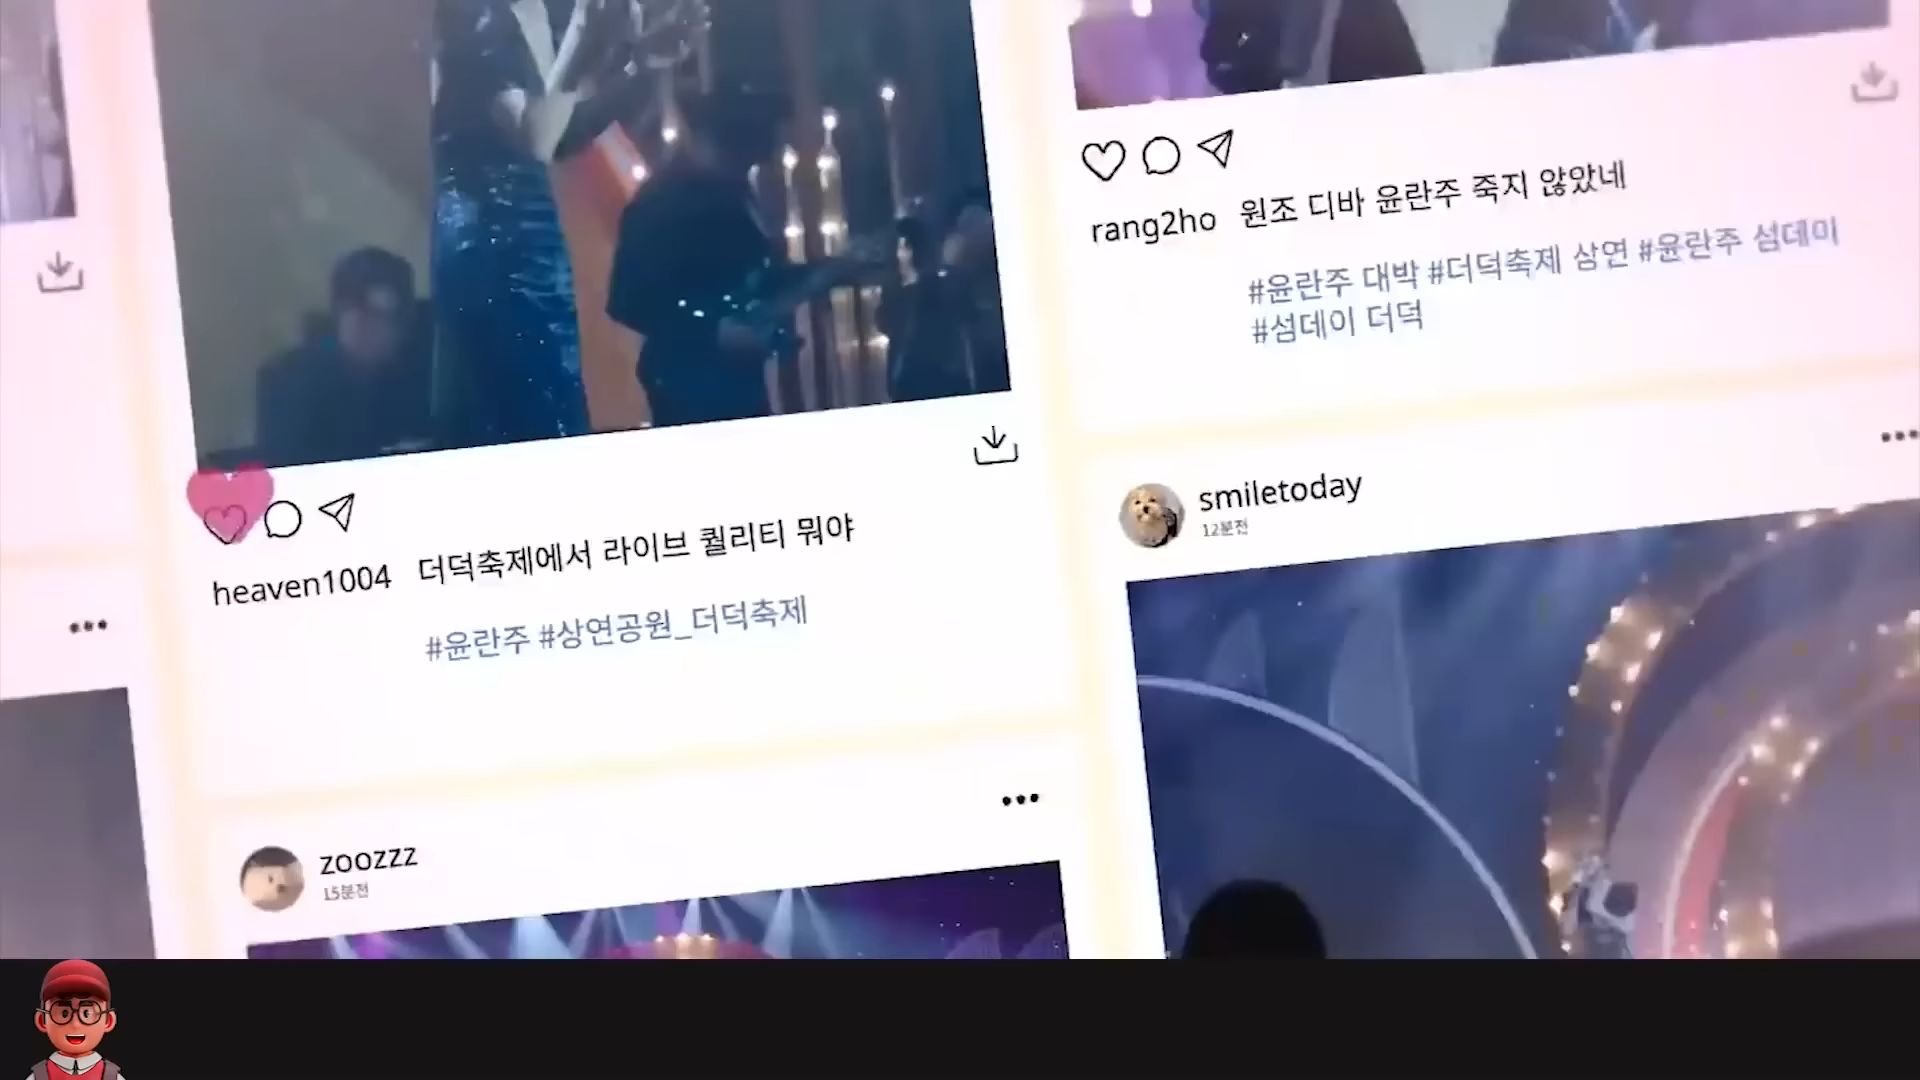 heaven1004 더덕축제에서 라이브 퀄리티 뭐야
#윤란주 #상연공원_더덕축제
zoozzz
15분전
rang2ho 원조 디바 윤란주 죽지 않았네
#윤란주 대박 #더덕축제 상연 #윤란주 섬데이
#섬데이 더덕
smiletoday
12분전